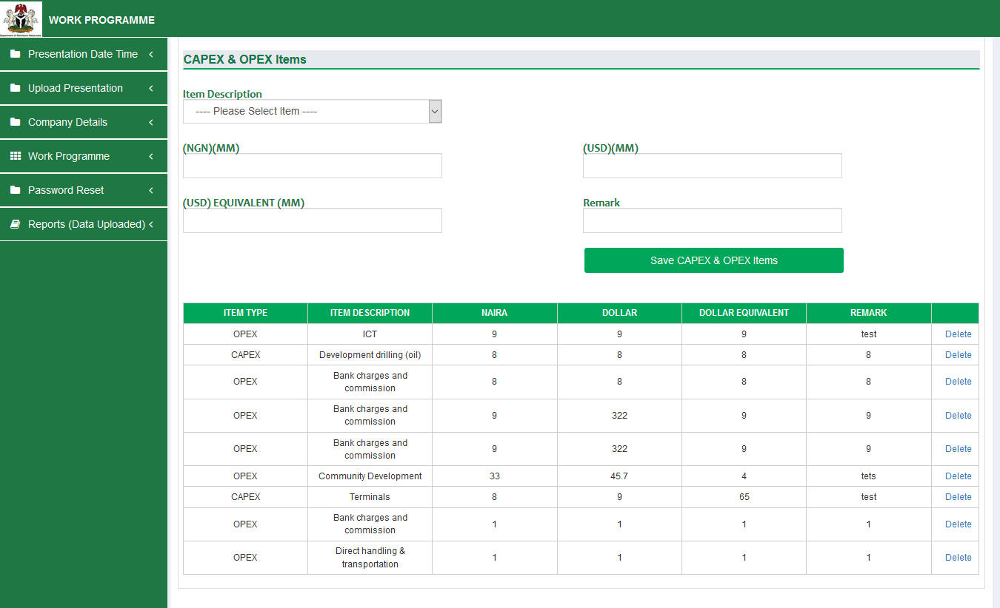 Department of Petroleum Resources
WORK PROGRAMME
Presentation Date Time
Upload Presentation
Company Details
Work Programme
Password Reset
Reports (Data Uploaded)
CAPEX & OPEX Items
Item Description
---- Please Select Item ----
(NGN)(MM) (USD)(MM)
(USD) EQUIVALENT (MM) Remark
Save CAPEX & OPEX Items
ITEM TYPE ITEM DESCRIPTION NAIRA DOLLAR DOLLAR EQUIVALENT REMARK
OPEX ICT 9 9 9 test Delete
CAPEX Development drilling (oil) 8 8 8 8 Delete
OPEX Bank charges and
commission 8 8 8 8 Delete
OPEX Bank charges and
commission 9 322 9 9 Delete
OPEX Bank charges and
commission 9 322 9 9 Delete
OPEX Community Development 33 45.7 4 tets Delete
CAPEX Terminals 8 9 65 test Delete
OPEX Bank charges and
commission 1 1 1 1 Delete
OPEX Direct handling &
transportation 1 1 1 1 Delete